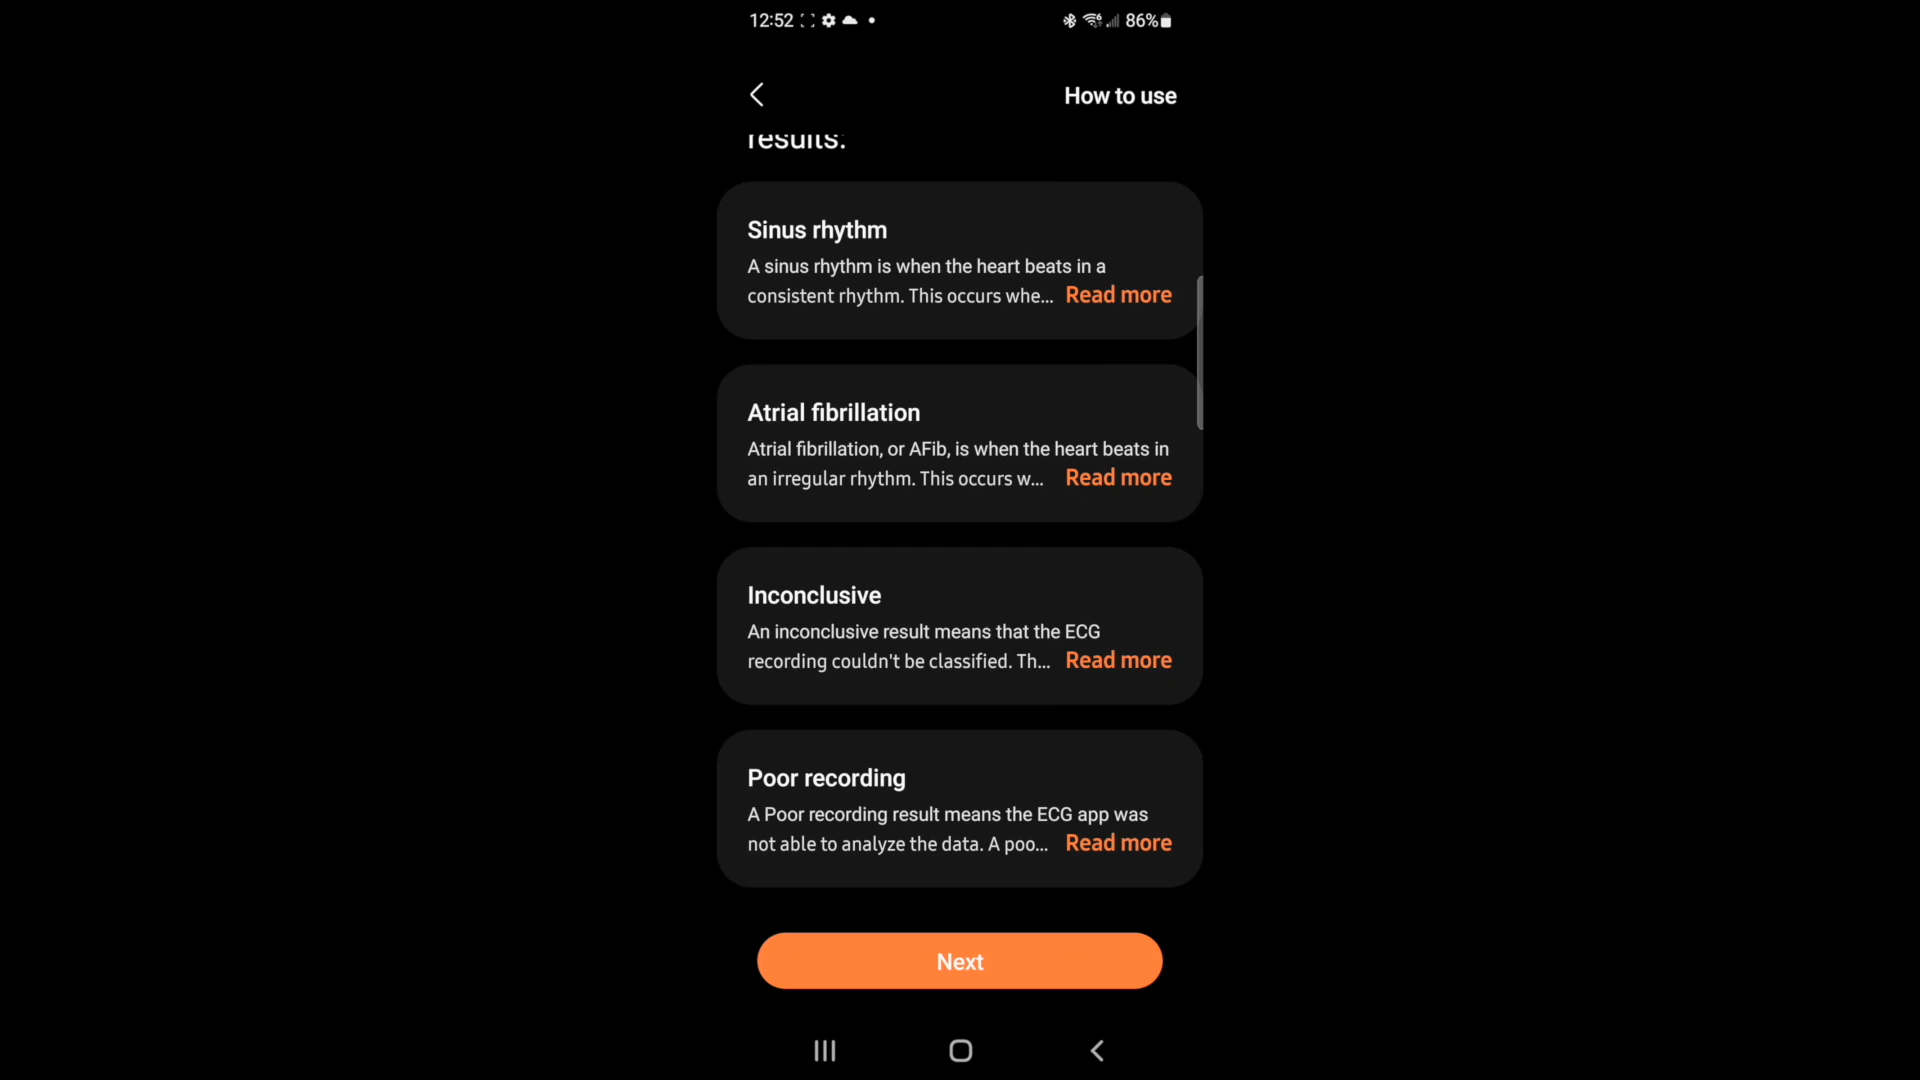 12:52 86%
How to use
results:
Sinus rhythm
A sinus rhythm is when the heart beats in a
consistent rhythm. This occurs whe... Read more
Atrial fibrillation
Atrial fibrillation, or AFib, is when the heart beats in
an irregular rhythm. This occurs w... Read more
Inconclusive
An inconclusive result means that the ECG
recording couldn't be classified. Th... Read more
Poor recording
A Poor recording result means the ECG app was
not able to analyze the data. A poo... Read more
Next